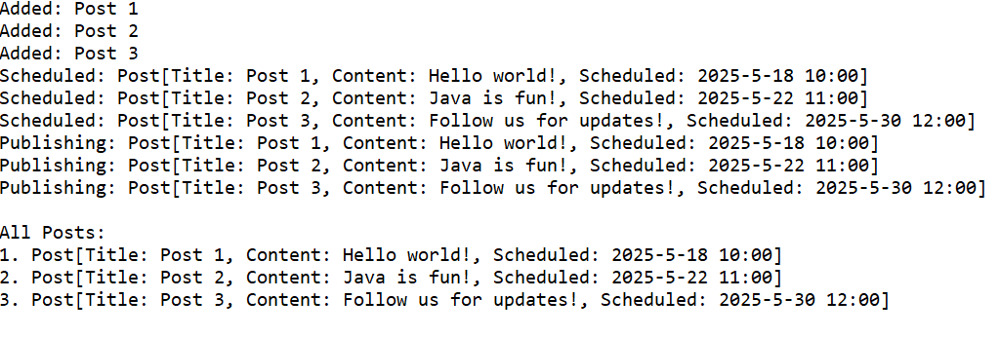 Added: Post 1
Added: Post 2
Added: Post 3
Scheduled: Post[Title: Post 1, Content: Hello world!, Scheduled: 2025-5-18 10:00]
Scheduled: Post[Title: Post 2, Content: Java is fun!, Scheduled: 2025-5-22 11:00]
Scheduled: Post[Title: Post 3, Content: Follow us for updates!, Scheduled: 2025-5-30 12:00]
Publishing: Post[Title: Post 1, Content: Hello world!, Scheduled: 2025-5-18 10:00]
Publishing: Post[Title: Post 2, Content: Java is fun!, Scheduled: 2025-5-22 11:00]
Publishing: Post[Title: Post 3, Content: Follow us for updates!, Scheduled: 2025-5-30 12:00]

All Posts:
1. Post[Title: Post 1, Content: Hello world!, Scheduled: 2025-5-18 10:00]
2. Post[Title: Post 2, Content: Java is fun!, Scheduled: 2025-5-22 11:00]
3. Post[Title: Post 3, Content: Follow us for updates!, Scheduled: 2025-5-30 12:00]